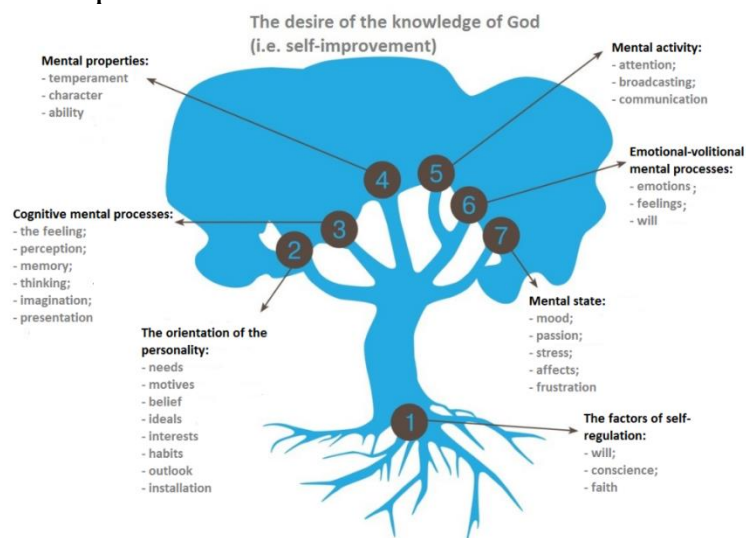 The desire of the knowledge of God
(i.e. self-improvement)
Mental properties:
- temperament
- character
- ability
Mental activity:
- attention;
- broadcasting;
- communication
Emotional-volitional
mental processes:
- emotions;
- feelings;
- will
Cognitive mental processes:
- the feeling;
- perception;
- memory;
- thinking;
- imagination;
- presentation
4
5
6
3
2
7
The orientation of the
personality:
- needs
- motives
- belief
- ideals
- interests
- habits
- outlook
- installation
Mental state:
- mood;
- passion;
- stress;
- affects;
- frustration
1
The factors of self-
regulation:
- will;
- conscience;
- faith